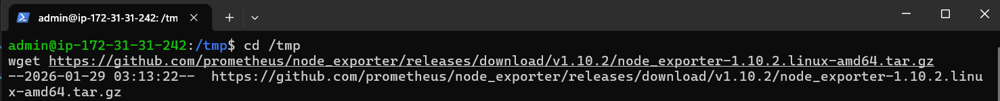 admin@ip-172-31-31-242: /tm
admin@ip-172-31-31-242:/tmp$ cd /tmp
wget https://github.com/prometheus/node_exporter/releases/download/v1.10.2/node_exporter-1.10.2.linux-amd64.tar.gz
--2026-01-29 03:13:22--  https://github.com/prometheus/node_exporter/releases/download/v1.10.2/node_exporter-1.10.2.linu
x-amd64.tar.gz